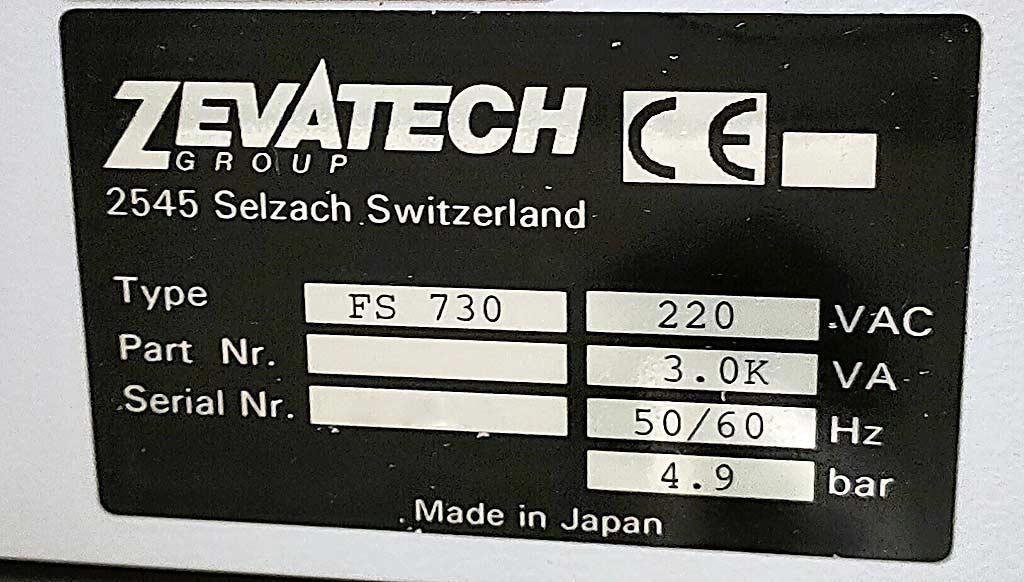 ZEVATECH
GROUP
CE
2545 Selzach Switzerland
Type FS 730 220 VAC
Part Nr. 3.0K VA
Serial Nr. 50/60 Hz
4.9 bar
Made in Japan